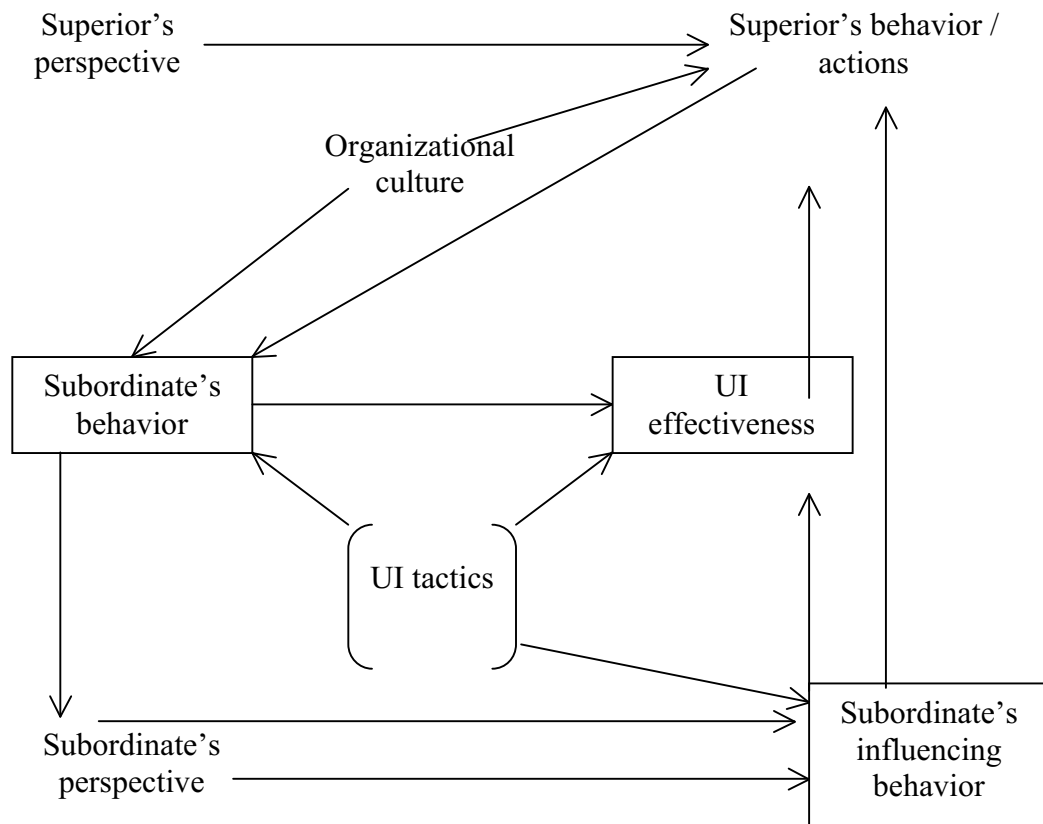 Superior’s
perspective
Superior’s behavior /
actions
Organizational
culture
Subordinate’s
behavior
UI
effectiveness
UI tactics
Subordinate’s
perspective
Subordinate’s
influencing
behavior